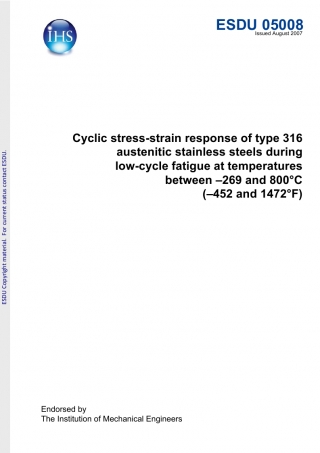 IHS
ESDU 05008
Issued August 2007
Cyclic stress-strain response of type 316
austenitic stainless steels during
low-cycle fatigue at temperatures
between –269 and 800°C
(–452 and 1472°F)
ESDU Copyright material. For current status contact ESDU.
Endorsed by
The Institution of Mechanical Engineers